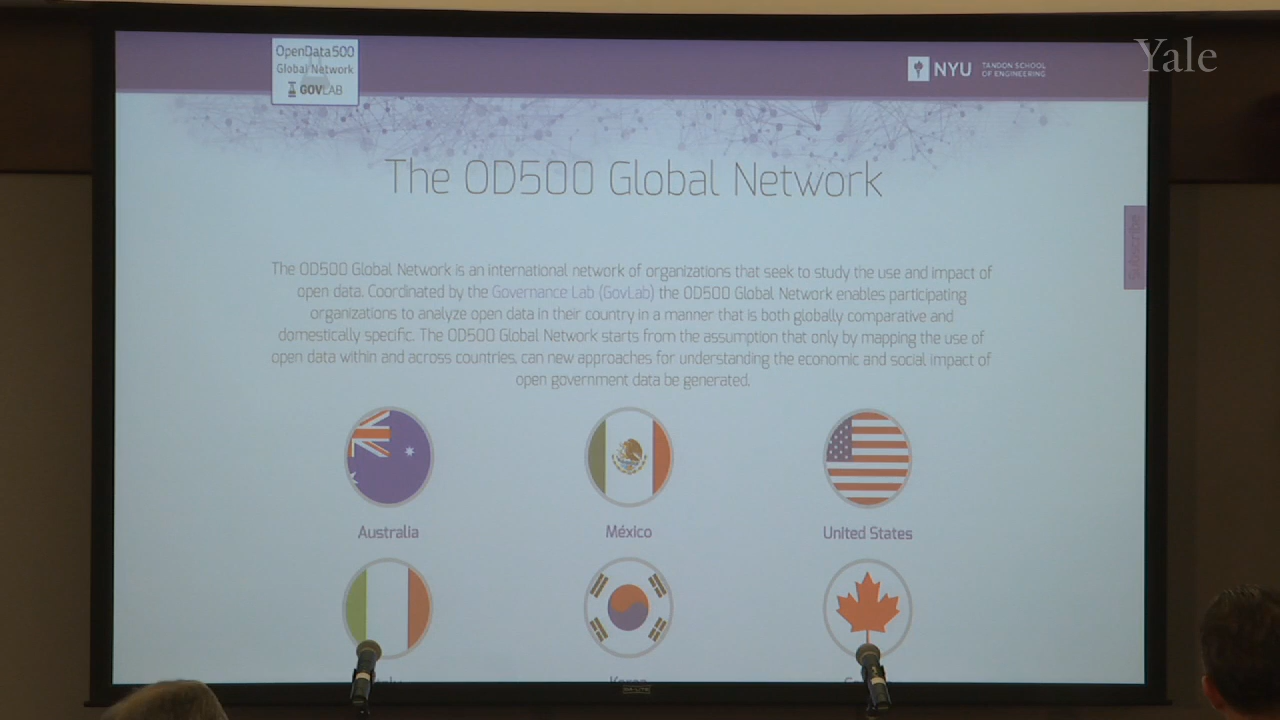 OpenData500
Global Network
GOVLAB
NYU
TANDON SCHOOL
OF ENGINEERING
Yale
The OD500 Global Network
Subscribe
The OD500 Global Network is an international network of organizations that seek to study the use and impact of
open data. Coordinated by the Governance Lab (GovLab) the OD500 Global Network enables participating
organizations to analyze open data in their country in a manner that is both globally comparative and
domestically specific. The OD500 Global Network starts from the assumption that only by mapping the use of
open data within and across countries, can new approaches for understanding the economic and social impact of
open government data be generated.
Australia
México
United States
Korea
DA-LITE